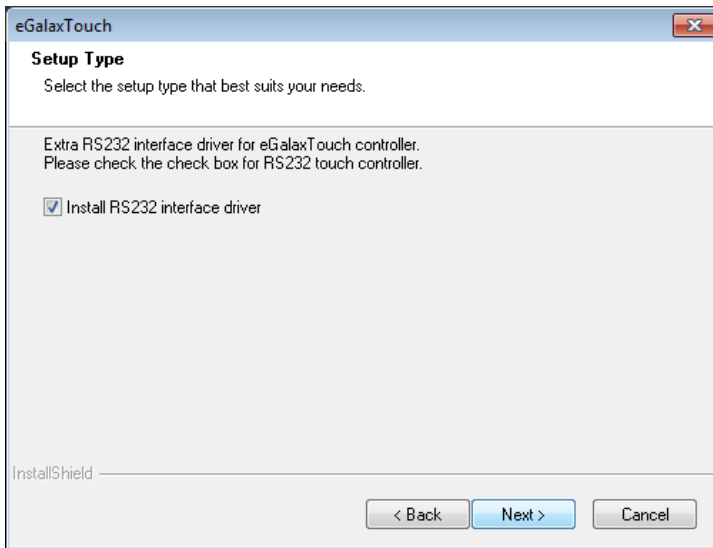 eGalaxTouch
Setup Type
Select the setup type that best suits your needs.
Extra RS232 interface driver for eGalaxTouch controller.
Please check the check box for RS232 touch controller.
Install RS232 interface driver
InstallShield
< Back
Next >
Cancel